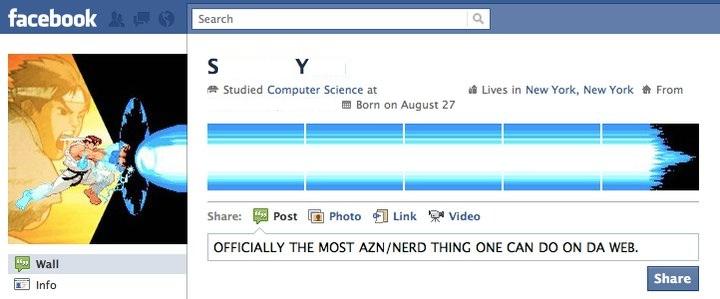 facebook
Search
S Y
Studied Computer Science at
Lives in New York, New York From
Born on August 27
Share: Post Photo Link Video
OFFICIALLY THE MOST AZN/NERD THING ONE CAN DO ON DA WEB.
Share
Wall
Info